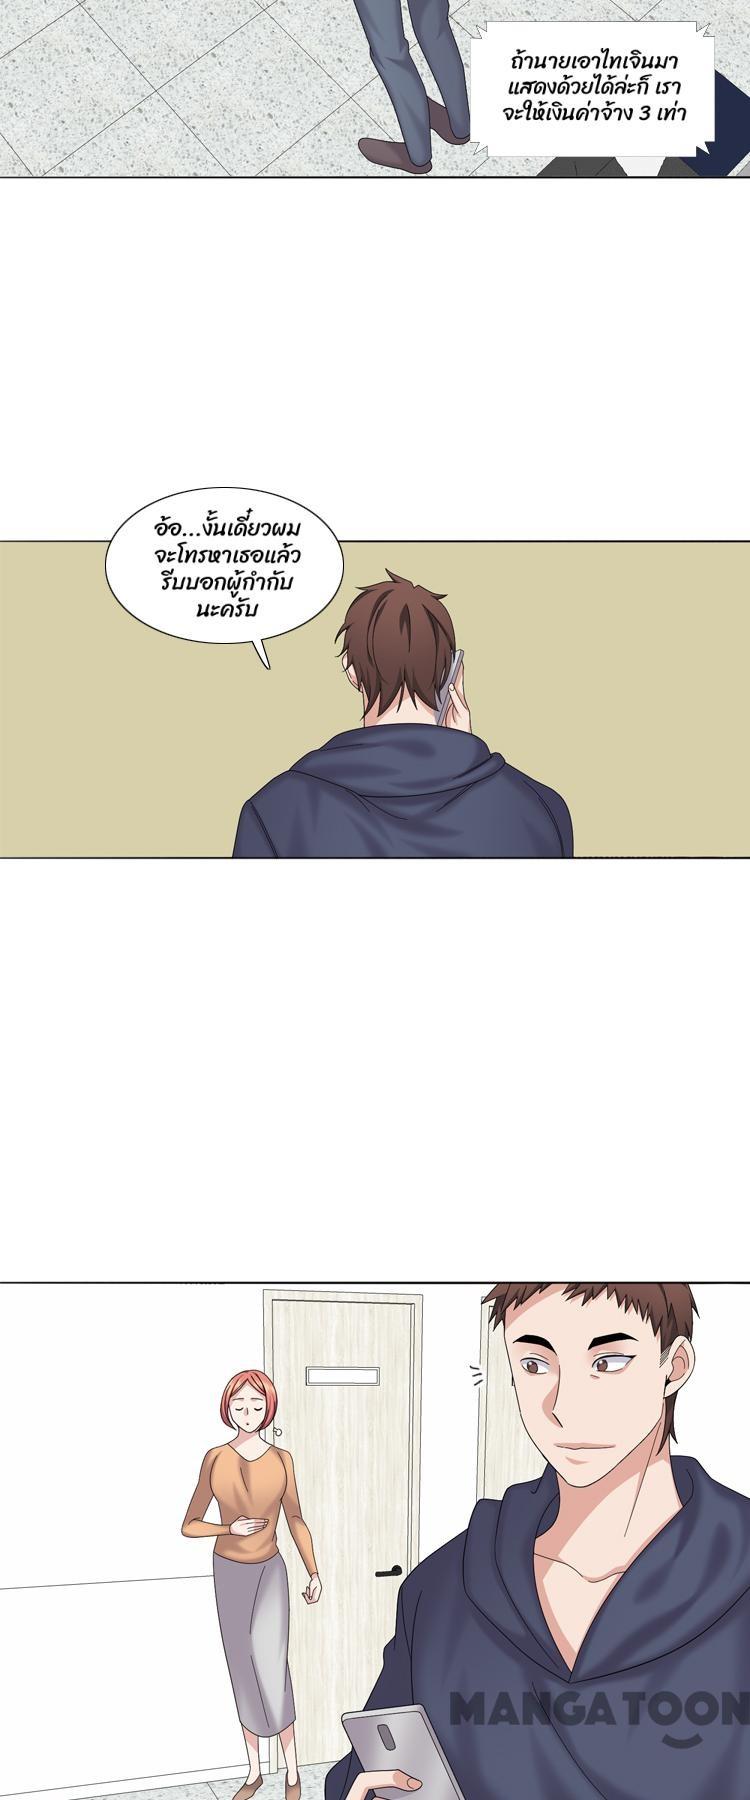 ถ้านายเอาไทเจินมา
แสดงด้วยได้ล่ะก็ เรา
จะให้เงินค่าจ้าง 3 เท่า
อ้อ...งั้นเดี๋ยวผม
จะโทรหาเธอแล้ว
รีบบอกผู้กำกับ
นะครับ
MANGA TOON